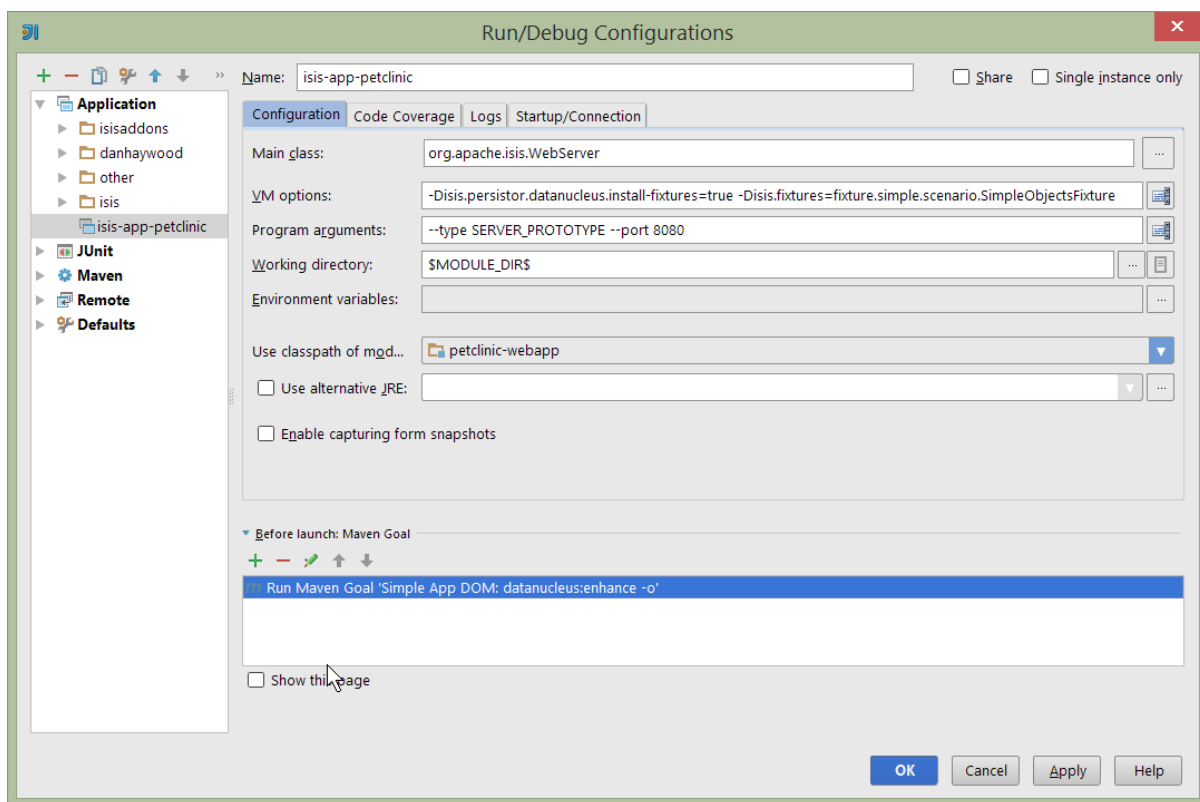 Run/Debug Configurations
Name: isis-app-petclinic Share Single instance only
Application
isisaddons
danhaywood
other
isis
isis-app-petclinic
JUnit
Maven
Remote
Defaults
Configuration Code Coverage Logs Startup/Connection
Main class: org.apache.isis.WebServer ...
VM options: -Disis.persistor.datanucleus.install-fixtures=true -Disis.fixtures=fixture.simple.scenario.SimpleObjectsFixture
Program arguments: --type SERVER_PROTOTYPE --port 8080
Working directory: $MODULE_DIR$ ...
Environment variables: ...
Use classpath of mod... petclinic-webapp
Use alternative JRE: ...
Enable capturing form snapshots
Before launch: Maven Goal
Run Maven Goal 'Simple App DOM: datanucleus:enhance -o'
Show this page
OK Cancel Apply Help